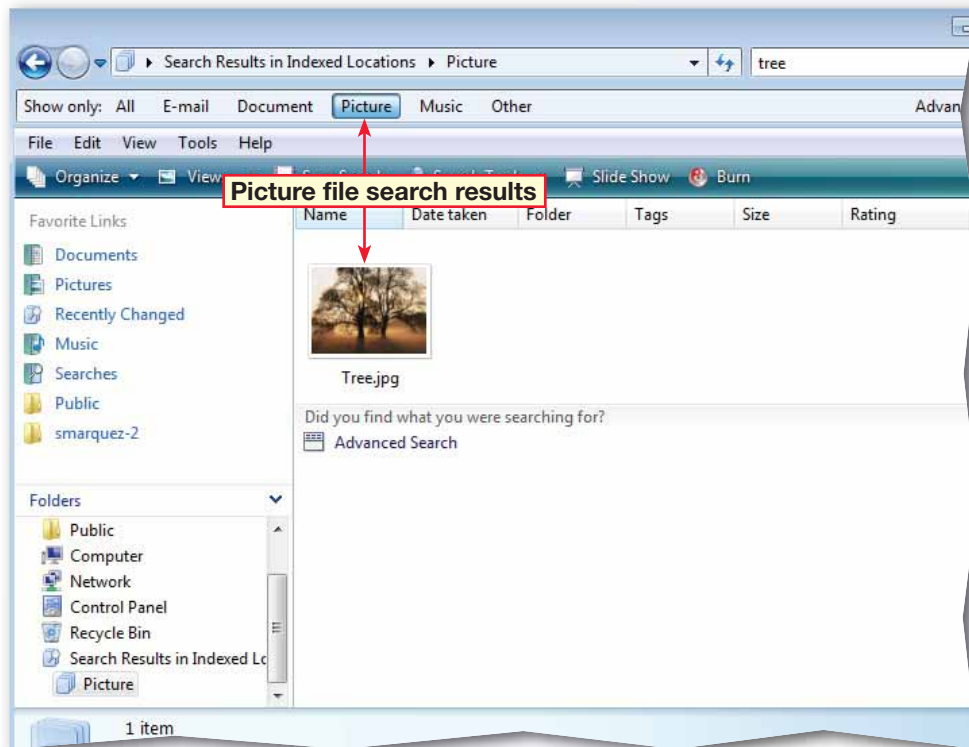 Search Results in Indexed Locations Picture tree
Show only: All E-mail Document Picture Music Other
File Edit View Tools Help
Organize Slide Show Burn
Picture file search results
Favorite Links
Documents
Pictures
Recently Changed
Music
Searches
Public
smarquez-2
Folders
Public
Computer
Network
Control Panel
Recycle Bin
Search Results in Indexed
Picture
Name Date taken Folder Tags Size Rating
Tree.jpg
Did you find what you were searching for?
Advanced Search
1 item